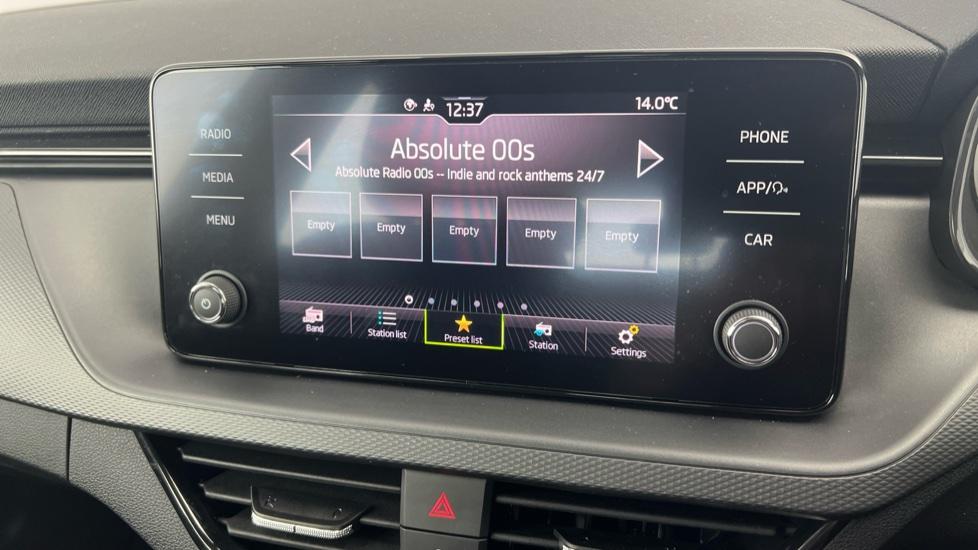 12:37
14.0°C
RADIO
MEDIA
MENU
Absolute 00s
Absolute Radio 00s -- Indie and rock anthems 24/7
Empty Empty Empty Empty Empty
Band Station list Preset list Station Settings
PHONE
APP/
CAR